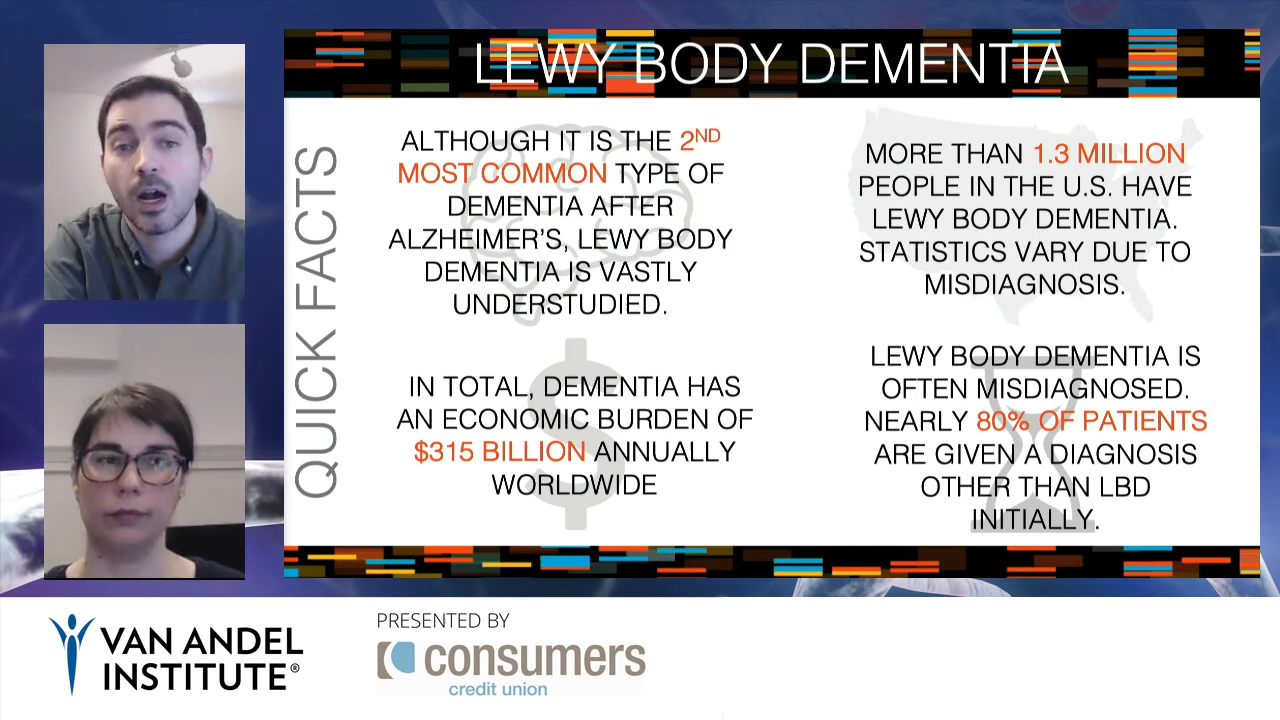 LEWY BODY DEMENTIA
QUICK FACTS
ALTHOUGH IT IS THE 2ND
MOST COMMON TYPE OF
DEMENTIA AFTER
ALZHEIMER'S, LEWY BODY
DEMENTIA IS VASTLY
UNDERSTUDIED.
MORE THAN 1.3 MILLION
PEOPLE IN THE U.S. HAVE
LEWY BODY DEMENTIA.
STATISTICS VARY DUE TO
MISDIAGNOSIS.
IN TOTAL, DEMENTIA HAS
AN ECONOMIC BURDEN OF
$315 BILLION ANNUALLY
WORLDWIDE
LEWY BODY DEMENTIA IS
OFTEN MISDIAGNOSED.
NEARLY 80% OF PATIENTS
ARE GIVEN A DIAGNOSIS
OTHER THAN LBD
INITIALLY.
VAN ANDEL
INSTITUTE®
PRESENTED BY
consumers
credit union